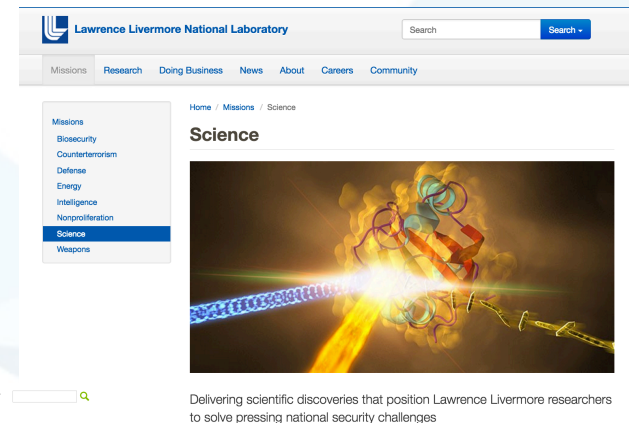 Lawrence Livermore National Laboratory
Search
Search
Missions Research Doing Business News About Careers Community
Home / Missions / Science
Science
Missions
Biosecurity
Counterterrorism
Defense
Energy
Intelligence
Nonproliferation
Science
Weapons
Delivering scientific discoveries that position Lawrence Livermore researchers
to solve pressing national security challenges